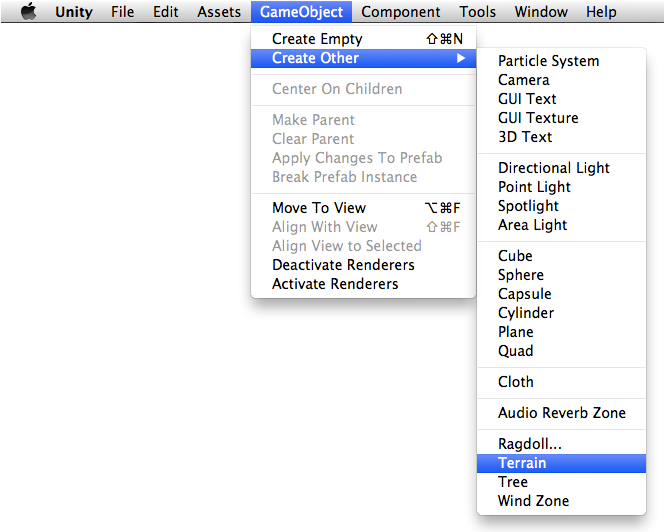 Unity File Edit Assets GameObject Component Tools Window Help
Create Empty ⇧⌘N
Create Other ▶
Center On Children
Make Parent
Clear Parent
Apply Changes To Prefab
Break Prefab Instance
Move To View ⌥⌘F
Align With View ⇧⌘F
Align View to Selected
Deactivate Renderers
Activate Renderers
Particle System
Camera
GUI Text
GUI Texture
3D Text
Directional Light
Point Light
Spotlight
Area Light
Cube
Sphere
Capsule
Cylinder
Plane
Quad
Cloth
Audio Reverb Zone
Ragdoll...
Terrain
Tree
Wind Zone